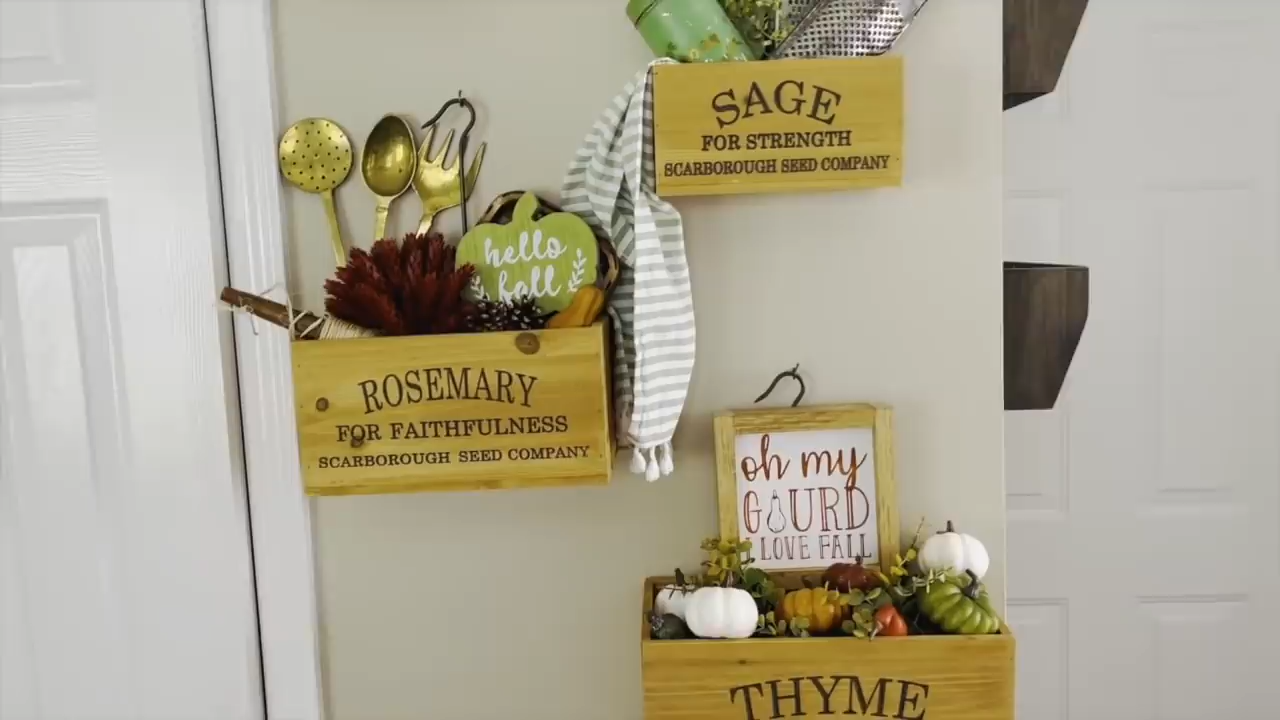 SAGE
FOR STRENGTH
SCARBOROUGH SEED COMPANY
hello
fall
ROSEMARY
FOR FAITHFULNESS
SCARBOROUGH SEED COMPANY
oh my
GOURD
I LOVE FALL
THYME